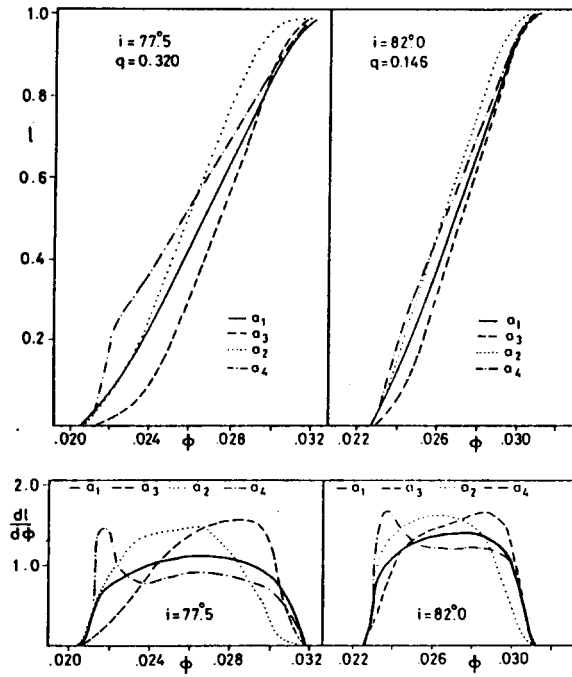 1.0
0.8
l
0.6
0.4
0.2
i = 77°5
q = 0.320
a₁
a₃
a₂
a₄
.020 .024 ϕ .028 .032
i = 82°0
q = 0.146
a₁
a₃
a₂
a₄
.022 .026 ϕ .030
2.0
dl
dϕ
1.0
a₁ a₃ a₂ a₄
i = 77°5
.020 .024 ϕ .028 .032
a₁ a₃ a₂ a₄
i = 82°0
.022 .026 ϕ .030